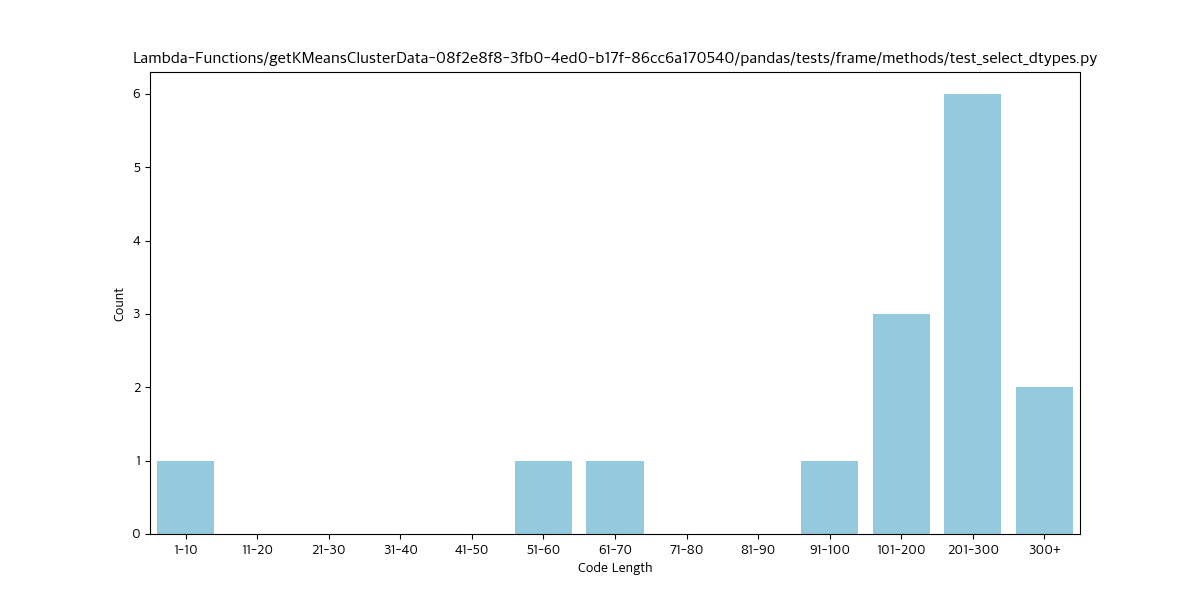 Lambda-Functions/getKMeansClusterData-08f2e8f8-3fb0-4ed0-b17f-86cc6a170540/pandas/tests/frame/methods/test_select_dtypes.py
6
5
4
3
2
1
0
Count
1-10 11-20 21-30 31-40 41-50 51-60 61-70 71-80 81-90 91-100 101-200 201-300 300+
Code Length